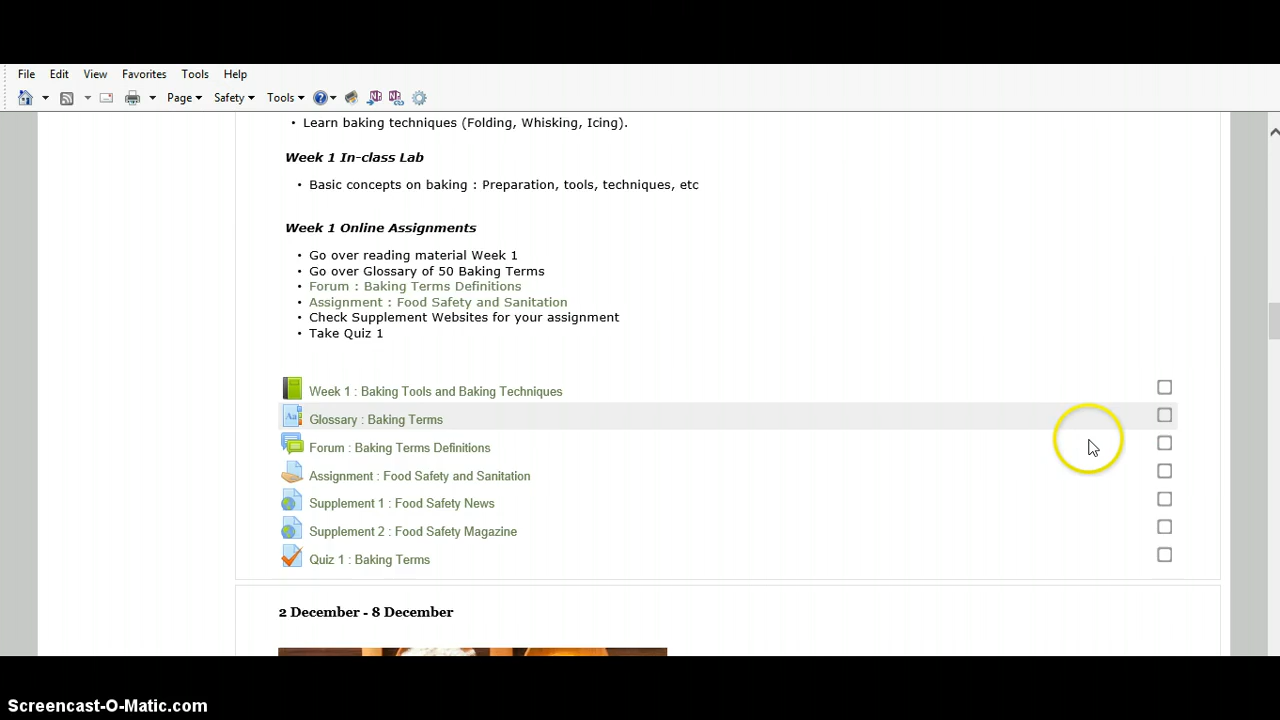 File Edit View Favorites Tools Help
Page Safety Tools
• Learn baking techniques (Folding, Whisking, Icing).
Week 1 In-class Lab
• Basic concepts on baking : Preparation, tools, techniques, etc
Week 1 Online Assignments
• Go over reading material Week 1
• Go over Glossary of 50 Baking Terms
• Forum : Baking Terms Definitions
• Assignment : Food Safety and Sanitation
• Check Supplement Websites for your assignment
• Take Quiz 1
Week 1 : Baking Tools and Baking Techniques
Glossary : Baking Terms
Forum : Baking Terms Definitions
Assignment : Food Safety and Sanitation
Supplement 1 : Food Safety News
Supplement 2 : Food Safety Magazine
Quiz 1 : Baking Terms
2 December - 8 December
Screencast-O-Matic.com